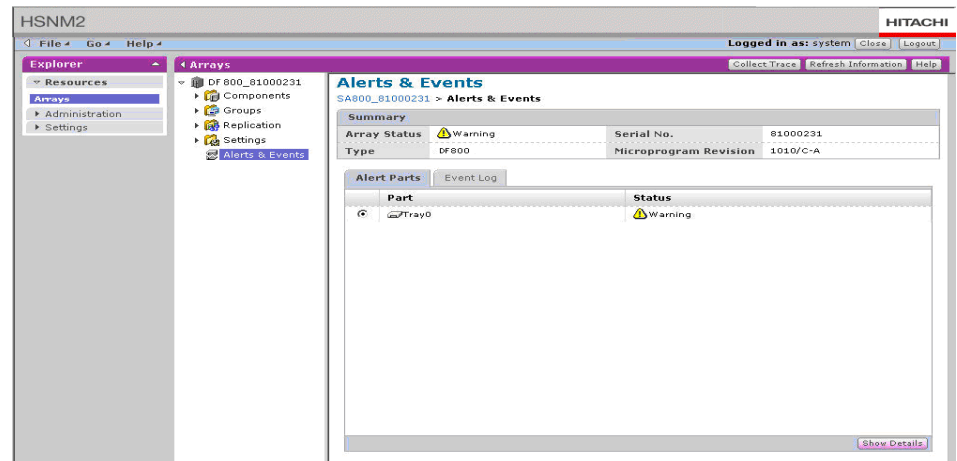 HSNM2
HITACHI
File Go Help
Logged in as: system Close Logout
Explorer
Resources
Arrays
Administration
Settings
Arrays
Collect Trace Refresh Information Help
DF800_81000231
Components
Groups
Replication
Settings
Alerts & Events
Alerts & Events
SA800_81000231 > Alerts & Events
Summary
Array Status Warning Serial No. 81000231
Type DF800 Microprogram Revision 1010/C-A
Alert Parts Event Log
Part Status
Tray0 Warning
Show Details